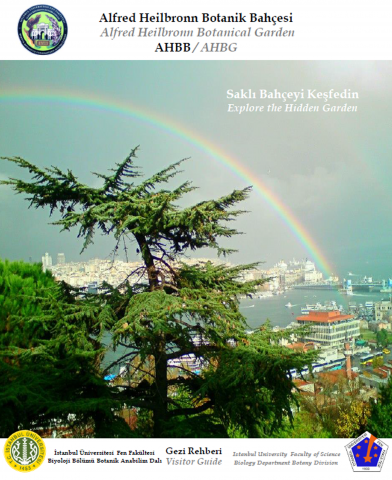 Alfred Heilbronn Botanik Bahçesi
Alfred Heilbronn Botanical Garden
AHBB / AHBG
Saklı Bahçeyi Keşfedin
Explore the Hidden Garden
İstanbul Üniversitesi Fen Fakültesi
Biyoloji Bölümü Botanik Anabilim Dalı
Gezi Rehberi
Visitor Guide
Istanbul University Faculty of Science
Biology Department Botany Division